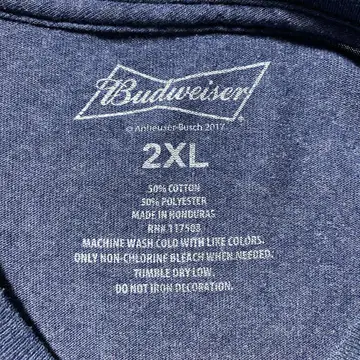 Budweiser
© Anheuser-Busch 2017
2XL
50% COTTON
50% POLYESTER
MADE IN HONDURAS
RN# 117503
MACHINE WASH COLD WITH LIKE COLORS.
ONLY NON-CHLORINE BLEACH WHEN NEEDED.
TUMBLE DRY LOW.
DO NOT IRON DECORATION.